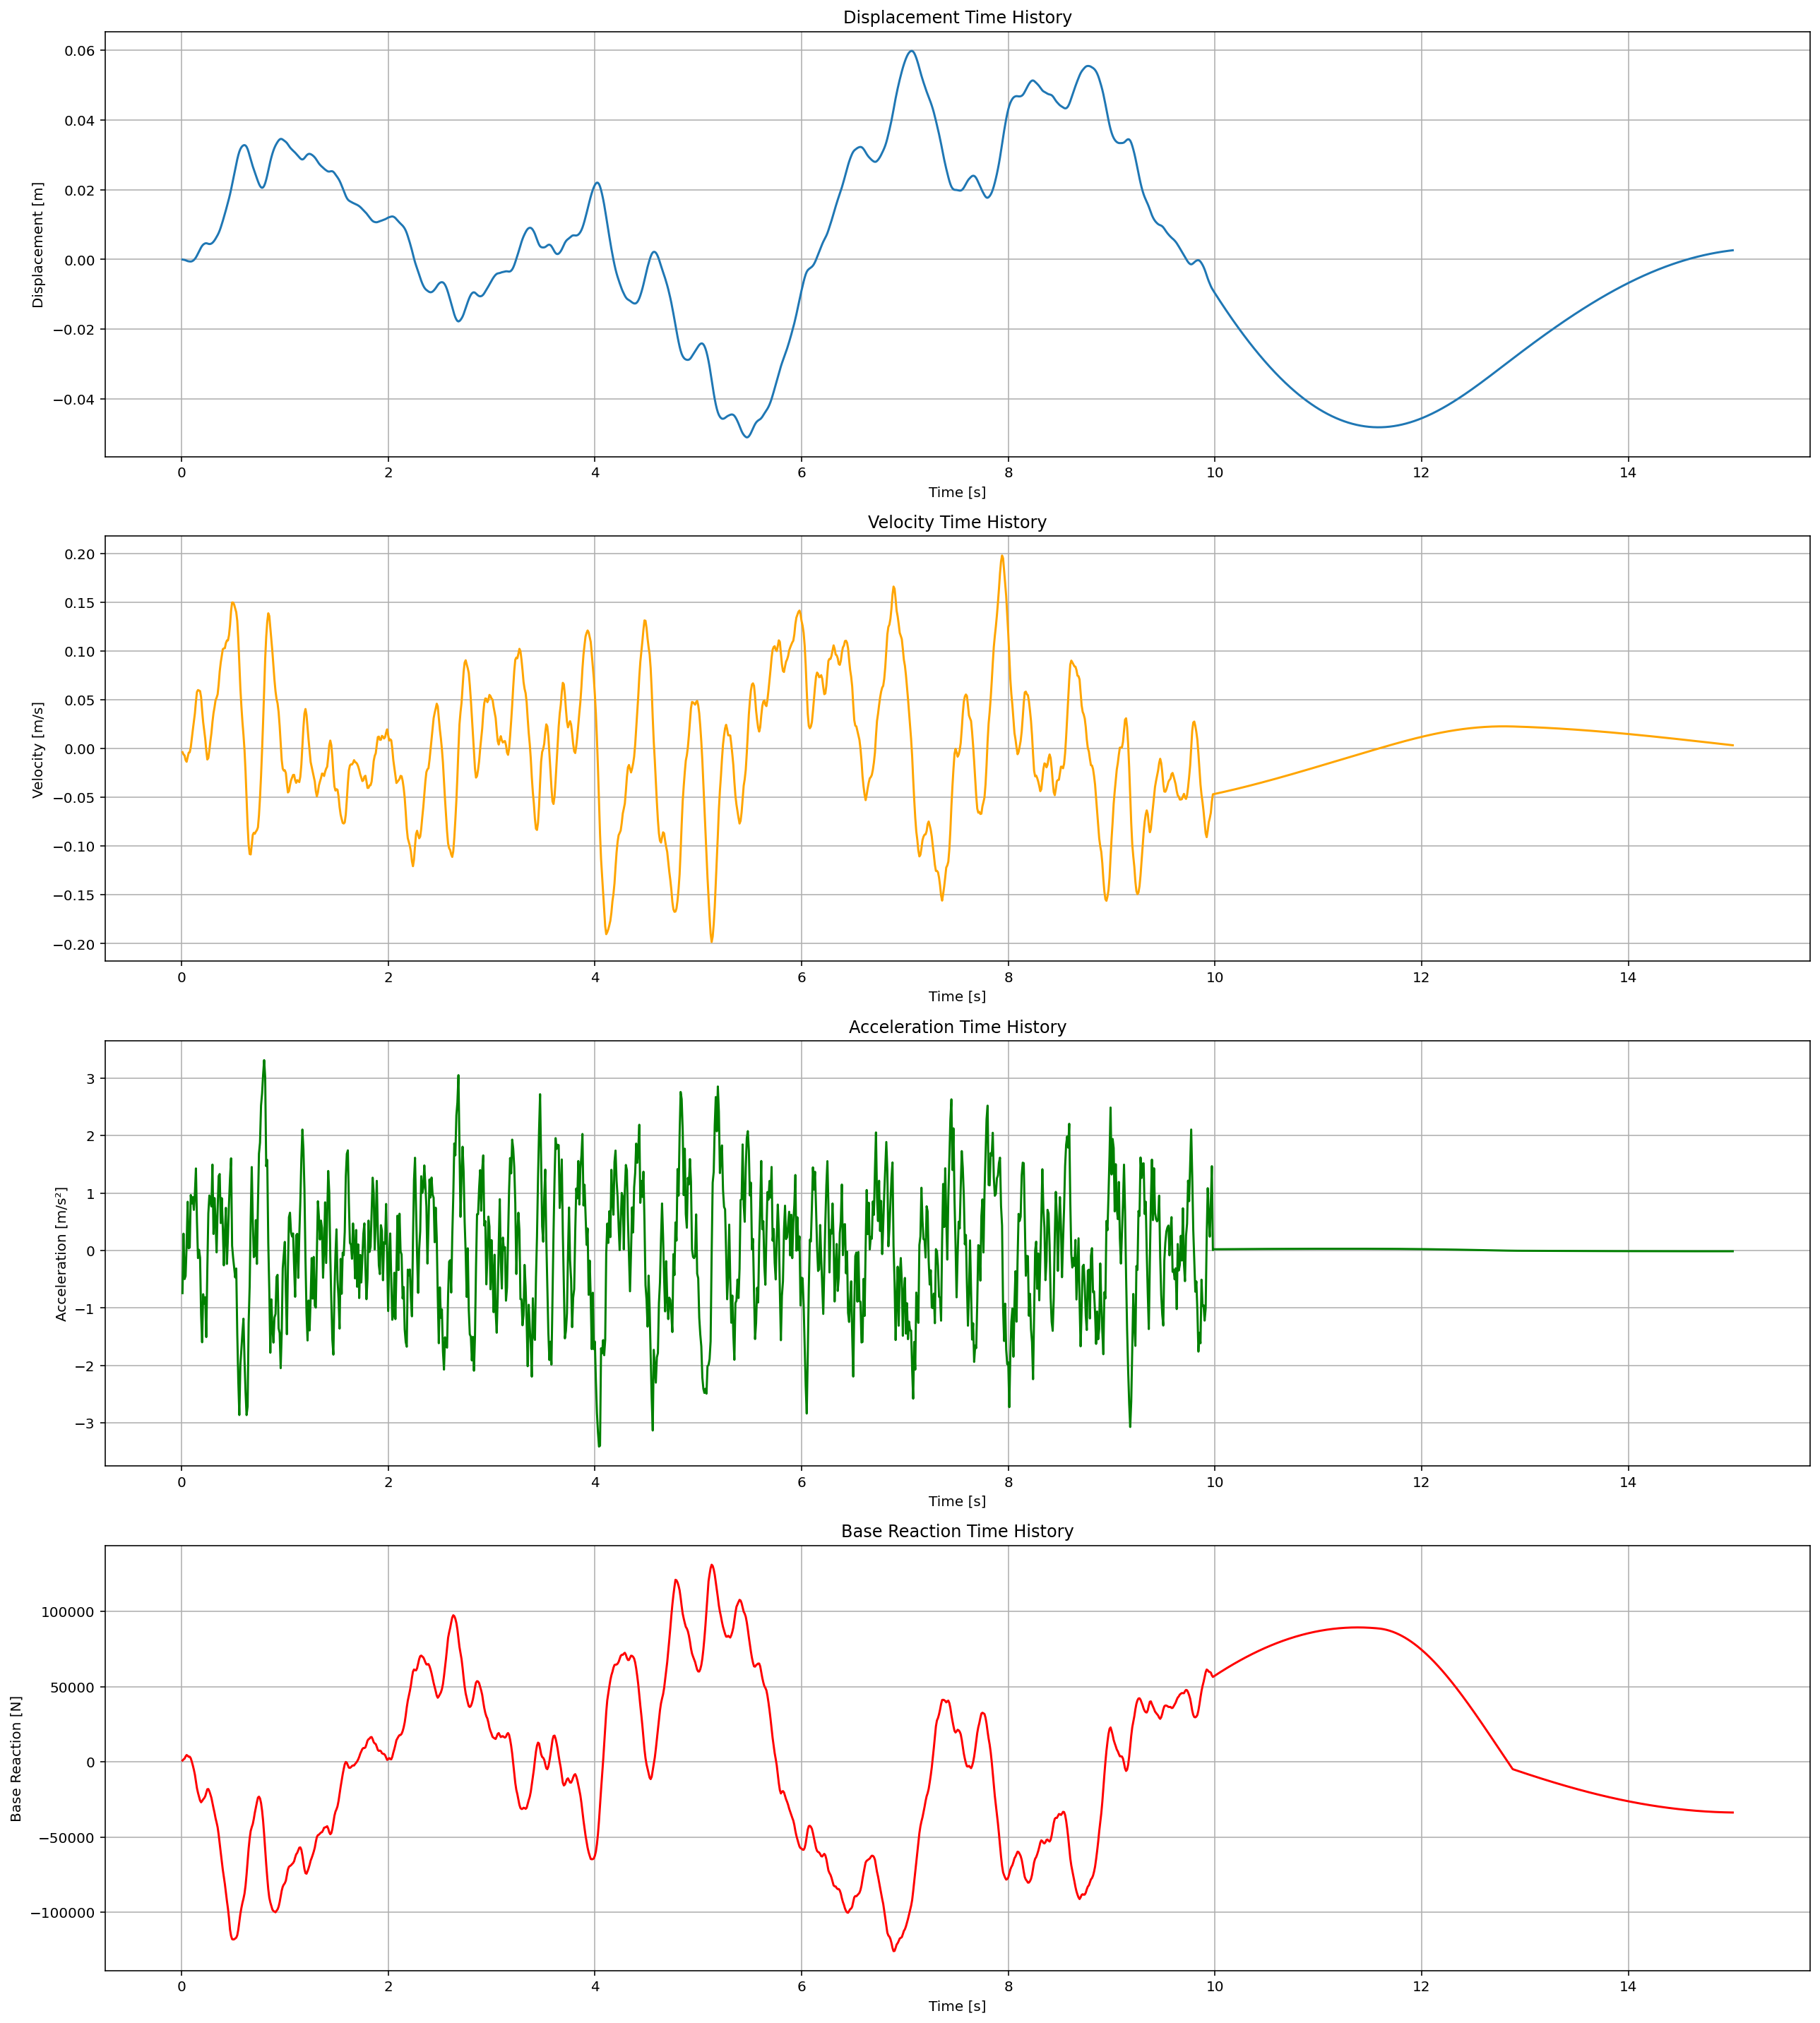 Displacement Time History
0.06
0.04
0.02
0.00
−0.02
−0.04
Displacement [m]
0 2 4 6 8 10 12 14
Time [s]
Velocity Time History
0.20
0.15
0.10
0.05
0.00
−0.05
−0.10
−0.15
−0.20
Velocity [m/s]
0 2 4 6 8 10 12 14
Time [s]
Acceleration Time History
3
2
1
0
−1
−2
−3
Acceleration [m/s²]
0 2 4 6 8 10 12 14
Time [s]
Base Reaction Time History
100000
50000
0
−50000
−100000
Base Reaction [N]
0 2 4 6 8 10 12 14
Time [s]